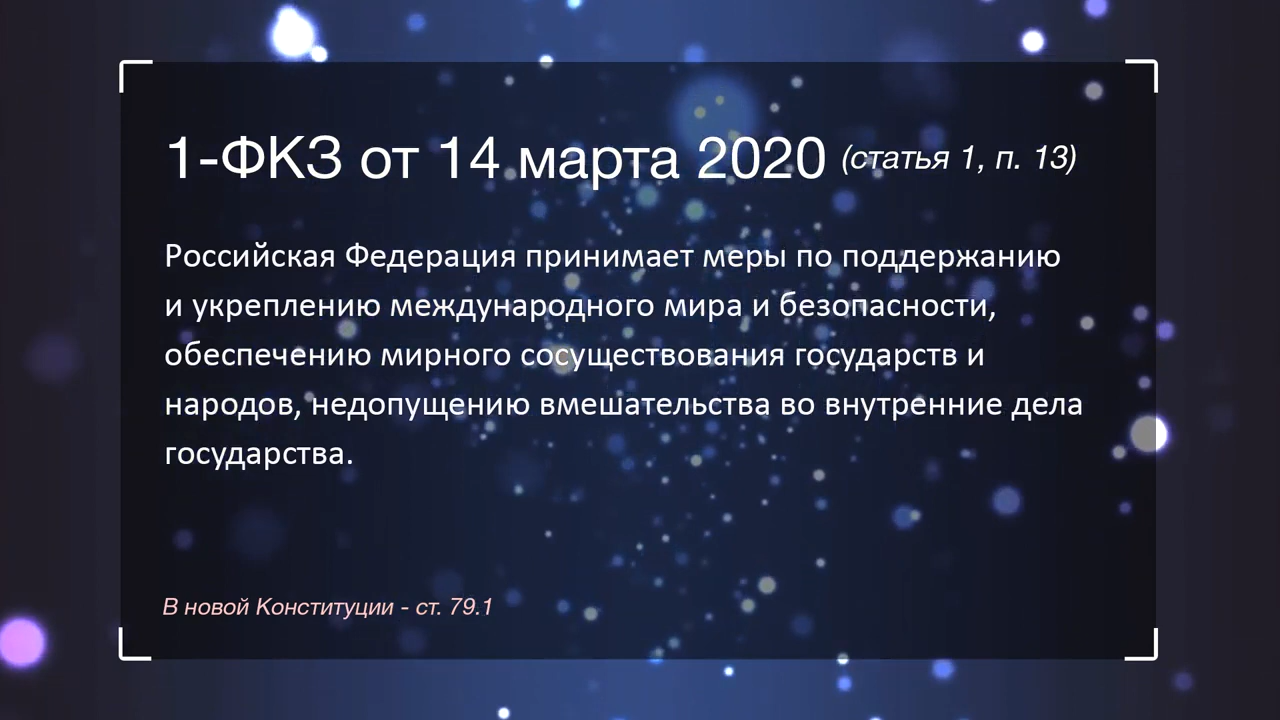 1-ФКЗ от 14 марта 2020 (статья 1, п. 13)
Российская Федерация принимает меры по поддержанию
и укреплению международного мира и безопасности,
обеспечению мирного сосуществования государств и
народов, недопущению вмешательства во внутренние дела
государства.
В новой Конституции - ст. 79.1